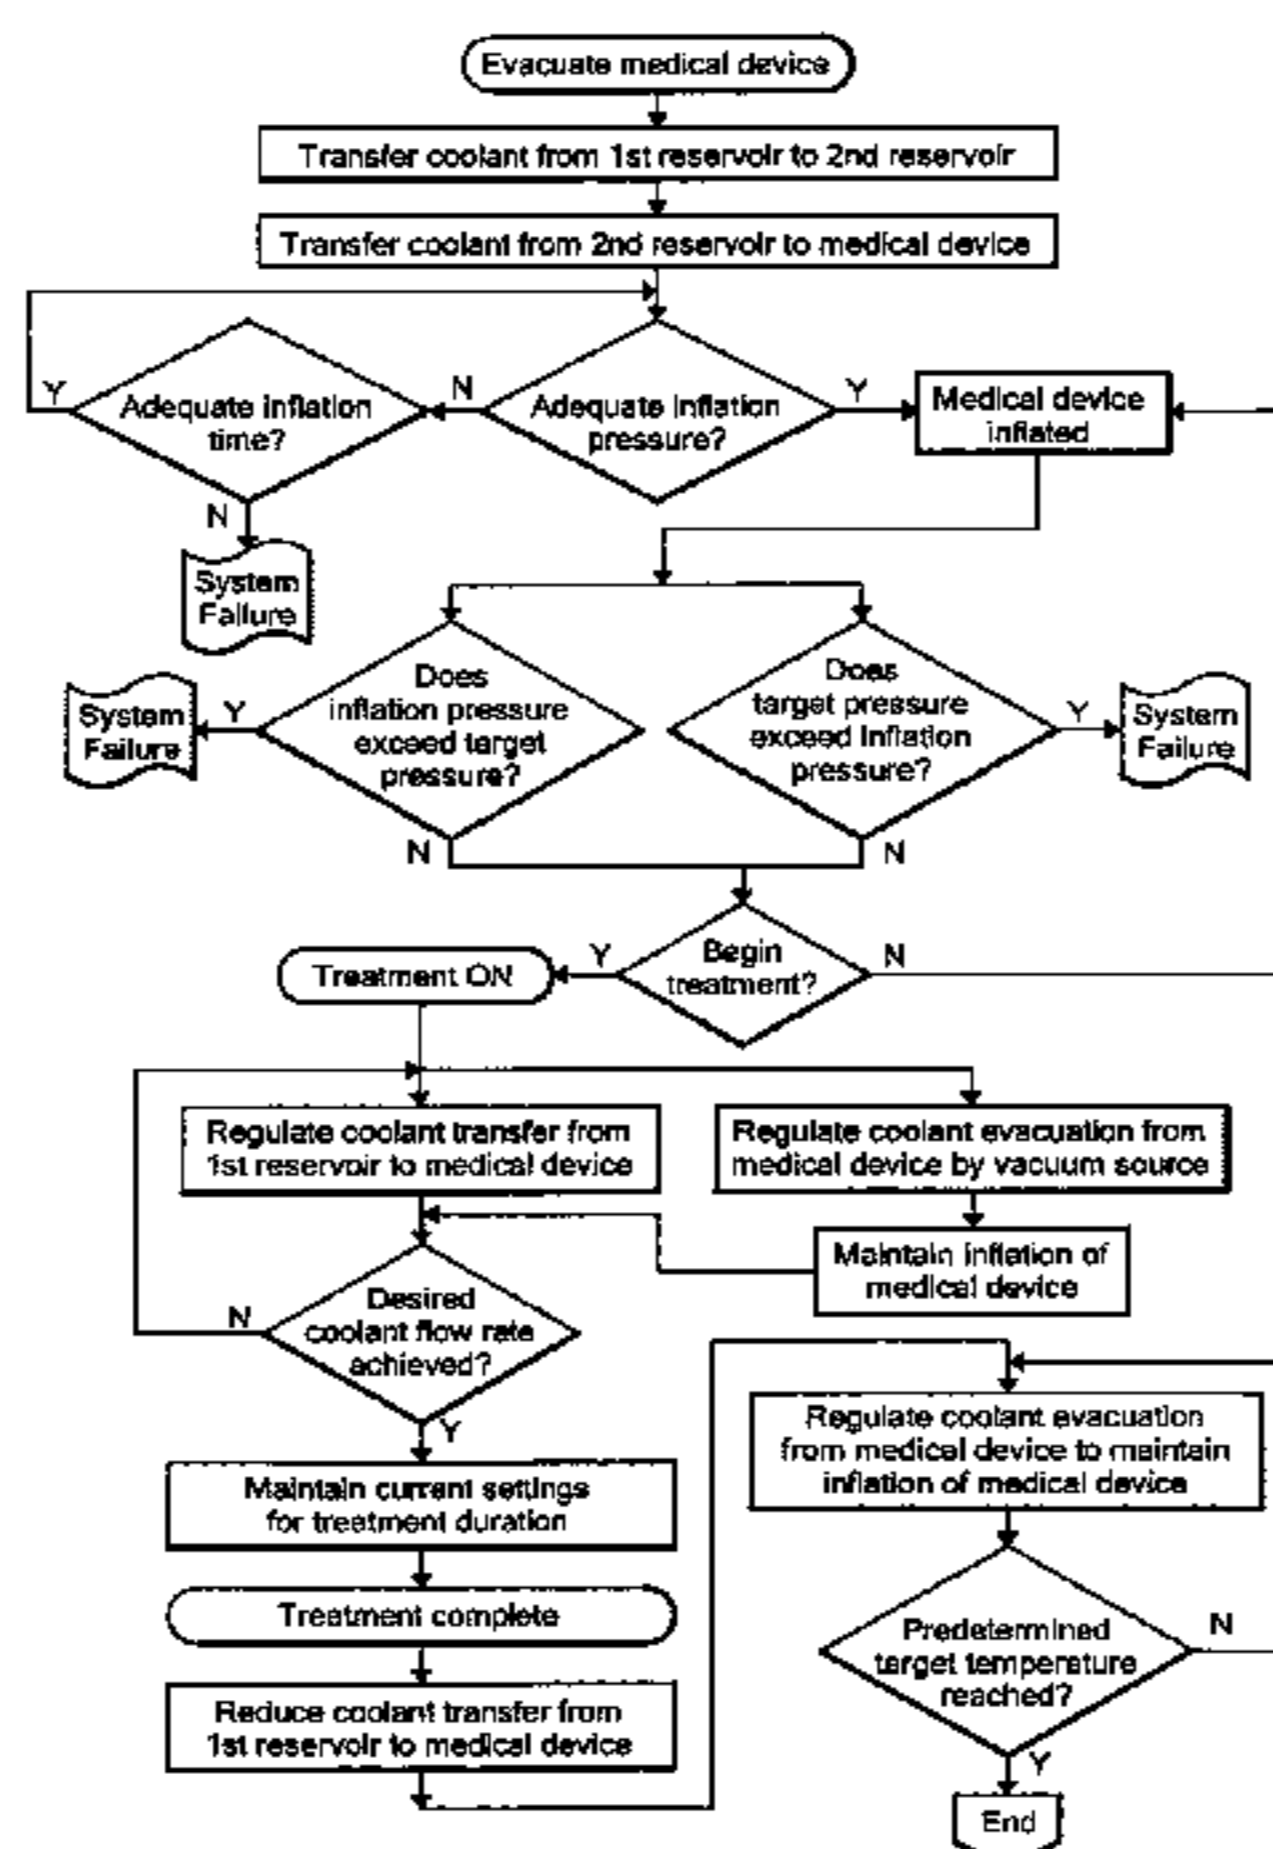 Evacuate medical device
Transfer coolant from 1st reservoir to 2nd reservoir
Transfer coolant from 2nd reservoir to medical device
Y
Adequate inflation
time?
N
Adequate inflation
pressure?
Y
Medical device
inflated
N
System
Failure
System
Failure
Y
Does
inflation pressure
exceed target
pressure?
Does
target pressure
exceed inflation
pressure?
Y
System
Failure
N
N
Treatment ON
Y
Begin
treatment?
N
Regulate coolant transfer from
1st reservoir to medical device
Regulate coolant evacuation from
medical device by vacuum source
Maintain inflation of
medical device
N
Desired
coolant flow rate
achieved?
Y
Maintain current settings
for treatment duration
Treatment complete
Reduce coolant transfer from
1st reservoir to medical device
Regulate coolant evacuation
from medical device to maintain
inflation of medical device
Predetermined
target temperature
reached?
N
Y
End